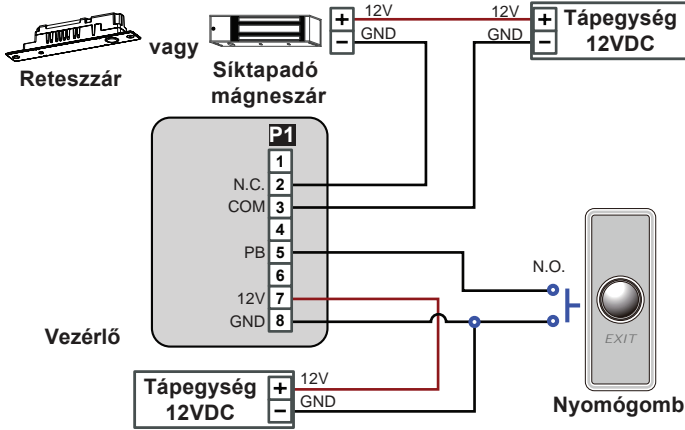 12V
12V
+
+
Tápegység
vagy
GND
GND
−
−
12VDC
Reteszzár
Síktapadó
mágneszár
P1
1
N.C. 2
COM 3
4
PB 5
6
12V 7
GND 8
N.O.
EXIT
Vezérlő
Nyomógomb
Tápegység
+
12V
12VDC
−
GND